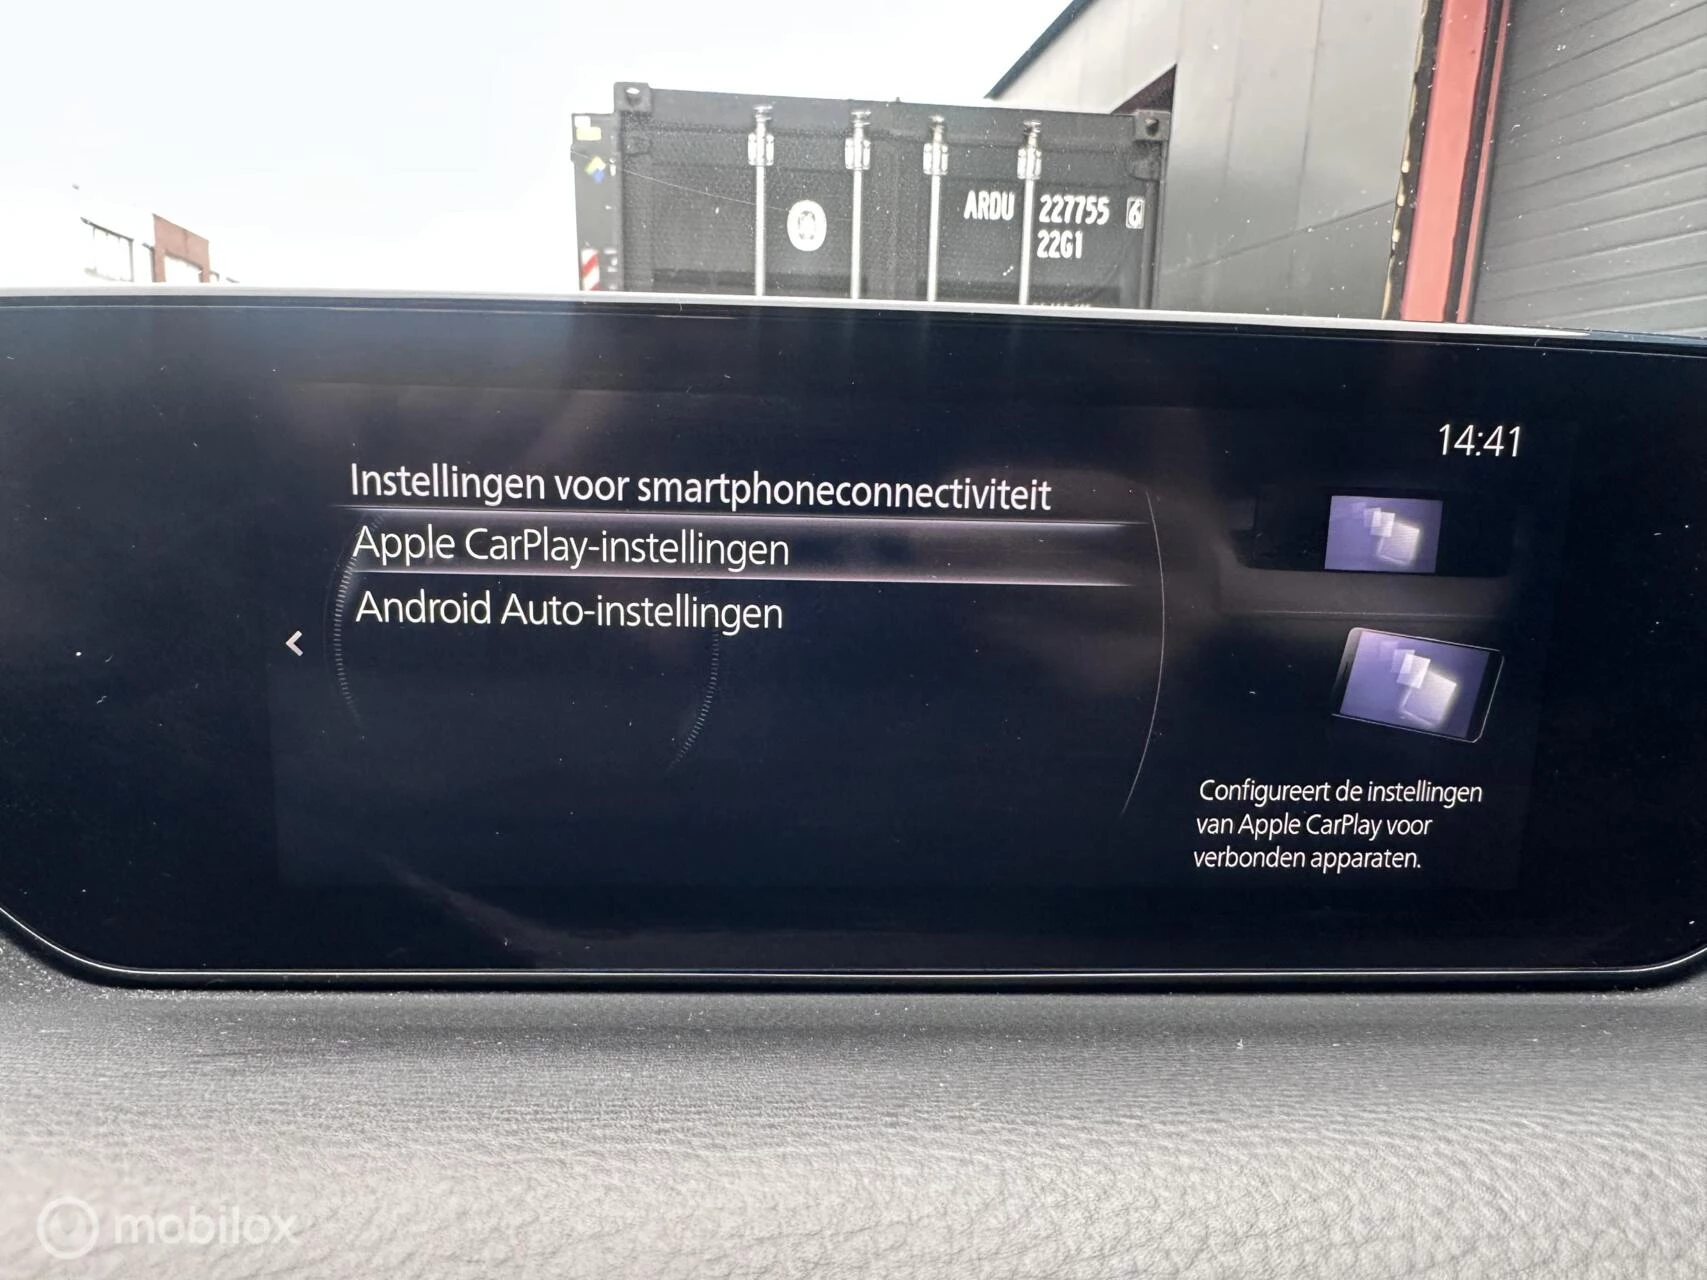 ARDU 227755 6
22G1
14:41
Instellingen voor smartphoneconnectiviteit
Apple CarPlay-instellingen
Android Auto-instellingen
Configureert de instellingen
van Apple CarPlay voor
verbonden apparaten.
mobilox